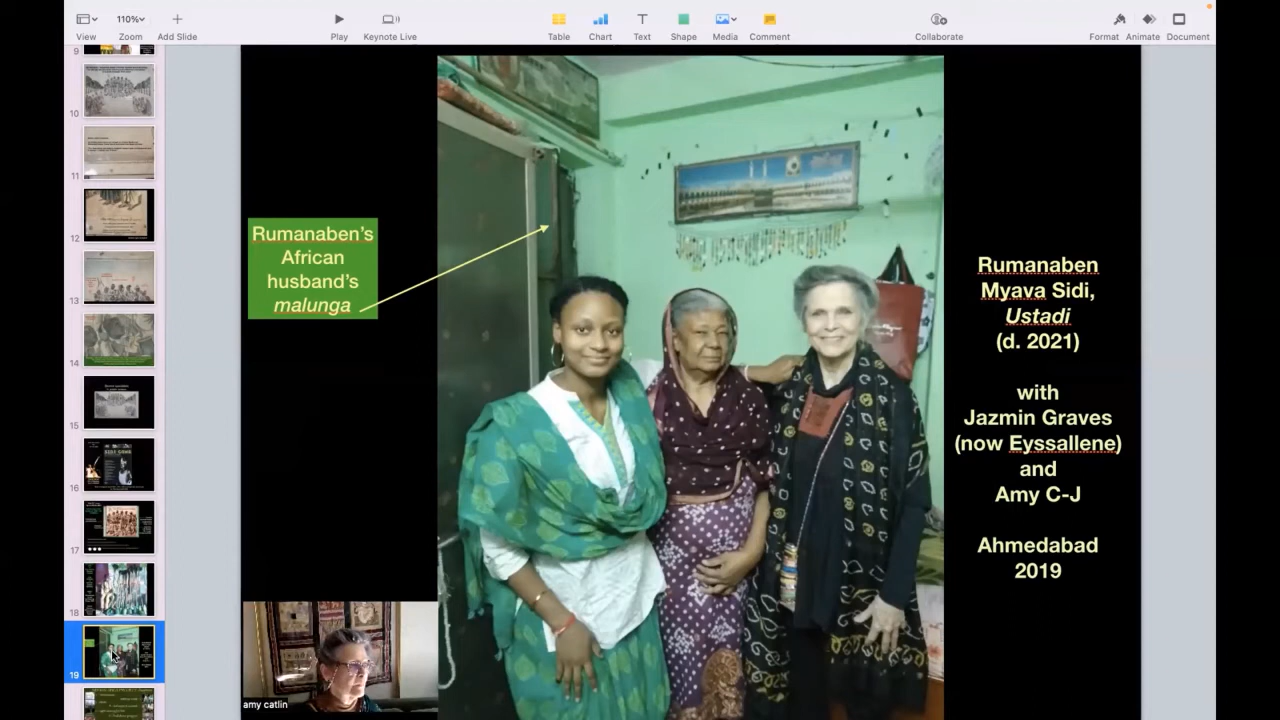 View
110%
Zoom
Add Slide
Play
Keynote Live
Table
Chart
Text
Shape
Media
Comment
Collaborate
Format
Animate
Document
9
10
11
12
13
14
15
16
17
18
19
Rumanaben's
African
husband's
malunga
Rumanaben
Myava Sidi,
Ustadi
(d. 2021)
with
Jazmin Graves
(now Eyssallene)
and
Amy C-J
Ahmedabad
2019
amy catlin